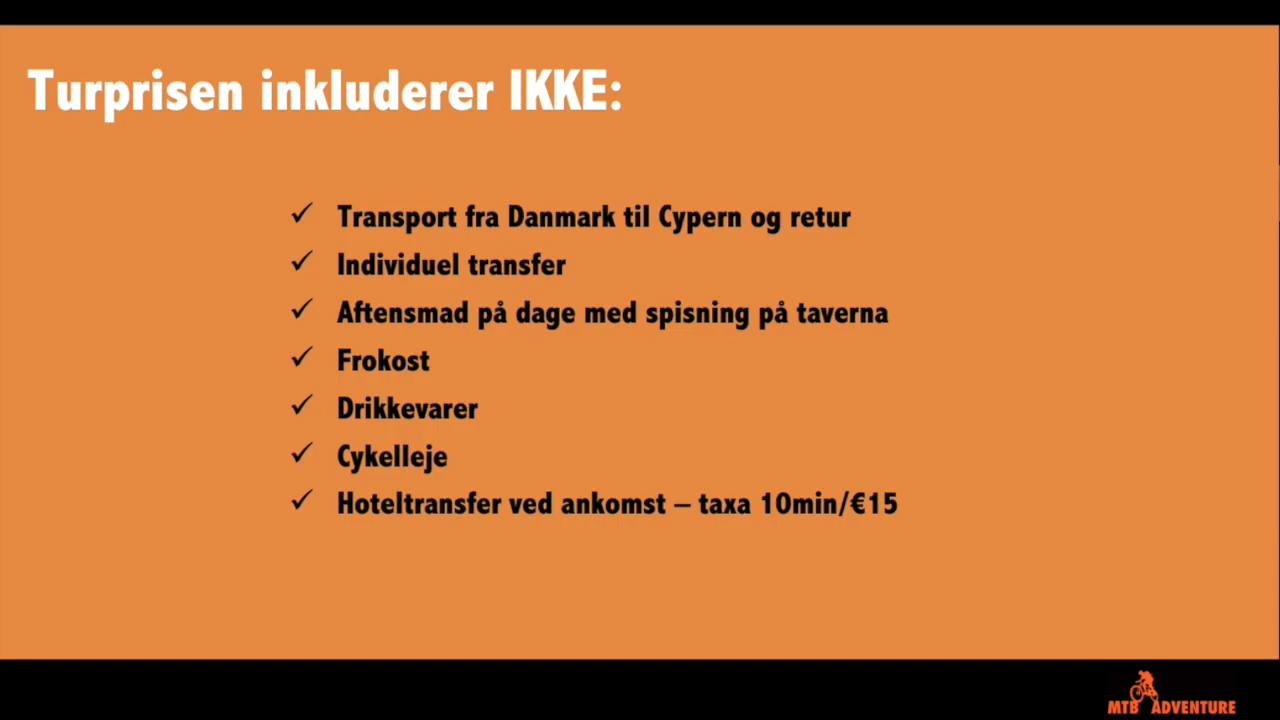 Turprisen inkluderer IKKE:
✓ Transport fra Danmark til Cypern og retur
✓ Individuel transfer
✓ Aftensmad på dage med spisning på taverna
✓ Frokost
✓ Drikkevarer
✓ Cykelleje
✓ Hoteltransfer ved ankomst – taxa 10min/€15
MTB ADVENTURE